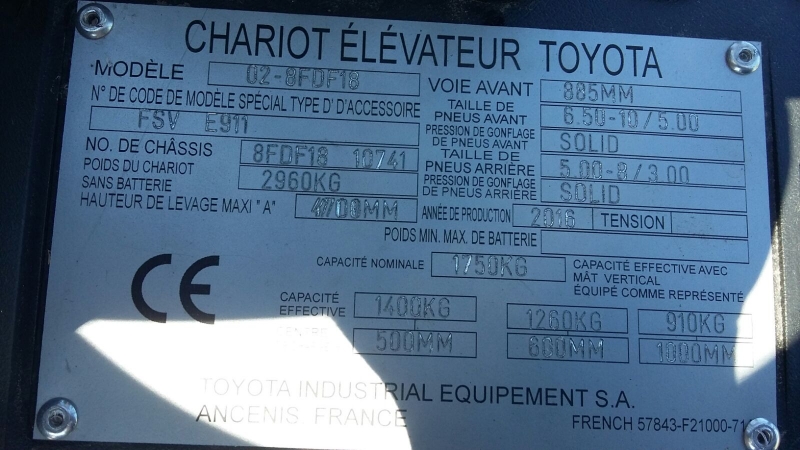 CHARIOT ÉLÉVATEUR TOYOTA
MODÈLE 02-8FDF18
N° DE CODE DE MODÈLE SPÉCIAL TYPE D' D'ACCESSOIRE
FSV E911
NO. DE CHÂSSIS 8FDF18 10741
POIDS DU CHARIOT
SANS BATTERIE 2960KG
HAUTEUR DE LEVAGE MAXI "A" 4700MM
VOIE AVANT 885MM
TAILLE DE
PNEUS AVANT 6.50-10/5.00
PRESSION DE GONFLAGE
DE PNEUS AVANT SOLID
TAILLE DE
PNEUS ARRIÈRE 5.00-8/3.00
PRESSION DE GONFLAGE
DE PNEUS ARRIÈRE SOLID
ANNÉE DE PRODUCTION 2016 TENSION
POIDS MIN. MAX. DE BATTERIE
CAPACITÉ NOMINALE 1750KG
CAPACITÉ EFFECTIVE AVEC
MÂT VERTICAL
ÉQUIPÉ COMME REPRÉSENTÉ
CAPACITÉ
EFFECTIVE 1400KG 1260KG 910KG
500MM 600MM 1000MM
TOYOTA INDUSTRIAL EQUIPEMENT S.A.
ANCENIS, FRANCE
FRENCH 57843-F21000-71
CE